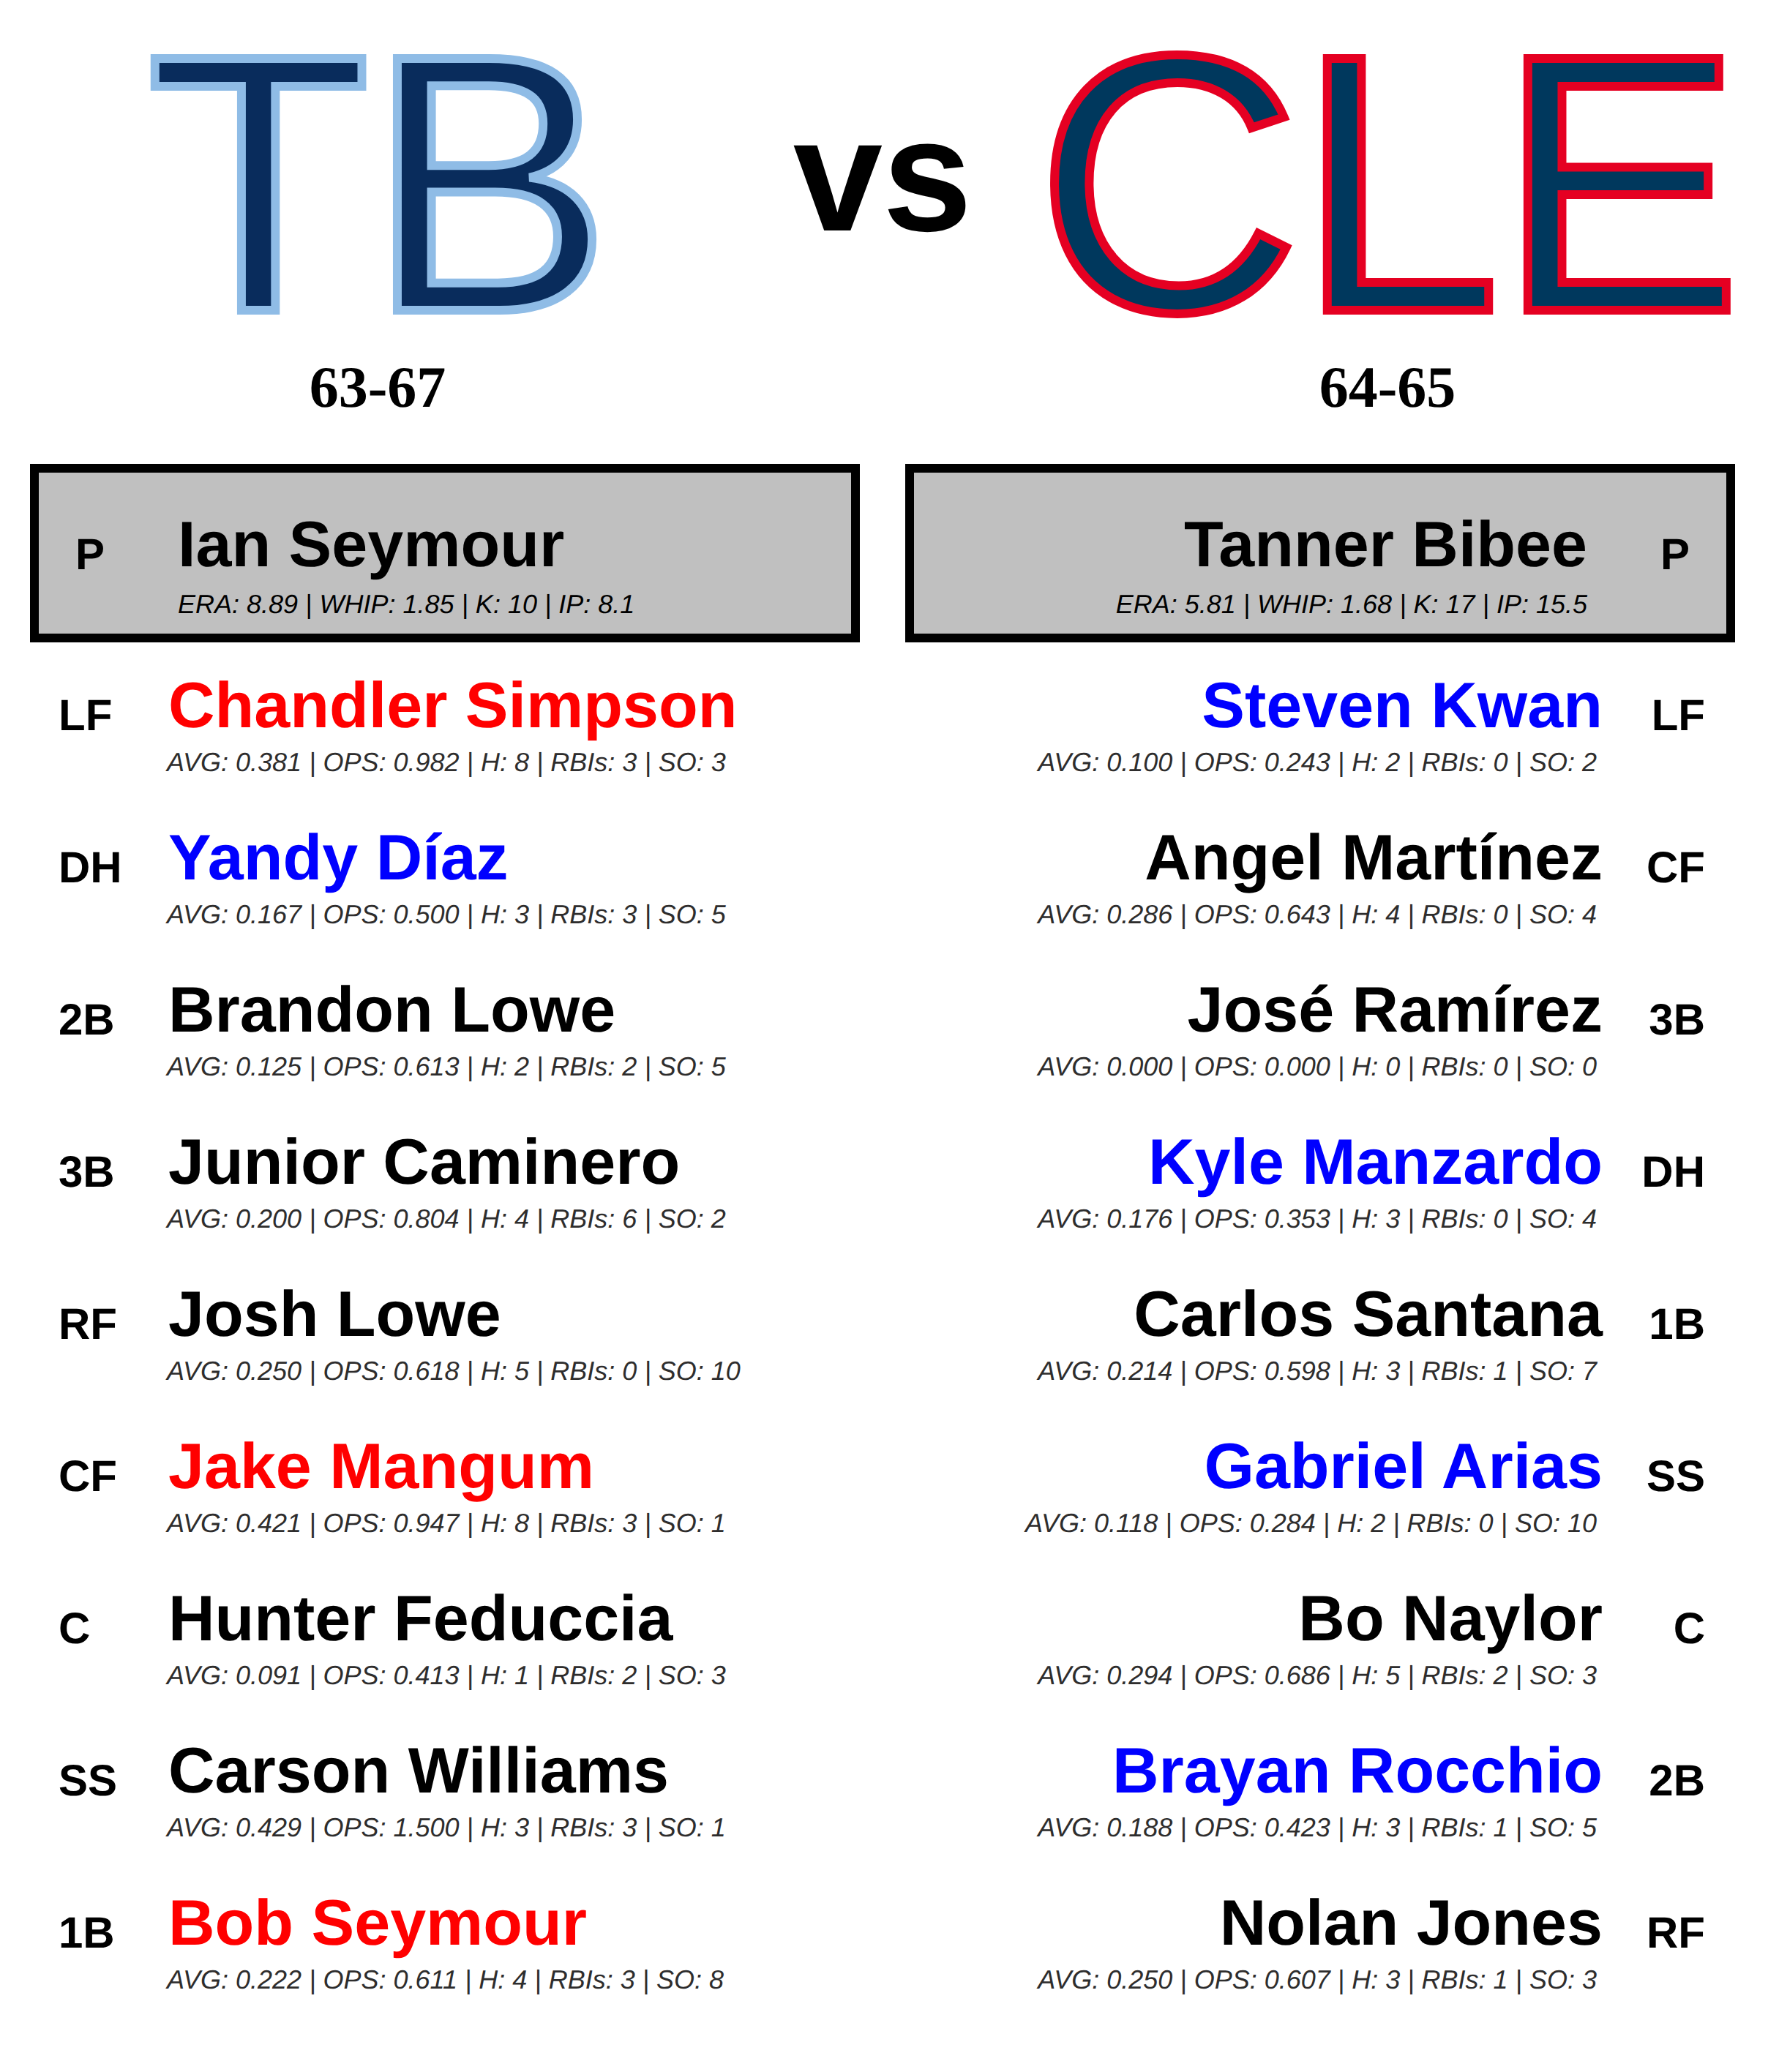 TB vs CLE
63-67
64-65
P Ian Seymour
ERA: 8.89 | WHIP: 1.85 | K: 10 | IP: 8.1
Tanner Bibee P
ERA: 5.81 | WHIP: 1.68 | K: 17 | IP: 15.5
LF Chandler Simpson
AVG: 0.381 | OPS: 0.982 | H: 8 | RBIs: 3 | SO: 3
DH Yandy Díaz
AVG: 0.167 | OPS: 0.500 | H: 3 | RBIs: 3 | SO: 5
2B Brandon Lowe
AVG: 0.125 | OPS: 0.613 | H: 2 | RBIs: 2 | SO: 5
3B Junior Caminero
AVG: 0.200 | OPS: 0.804 | H: 4 | RBIs: 6 | SO: 2
RF Josh Lowe
AVG: 0.250 | OPS: 0.618 | H: 5 | RBIs: 0 | SO: 10
CF Jake Mangum
AVG: 0.421 | OPS: 0.947 | H: 8 | RBIs: 3 | SO: 1
C Hunter Feduccia
AVG: 0.091 | OPS: 0.413 | H: 1 | RBIs: 2 | SO: 3
SS Carson Williams
AVG: 0.429 | OPS: 1.500 | H: 3 | RBIs: 3 | SO: 1
1B Bob Seymour
AVG: 0.222 | OPS: 0.611 | H: 4 | RBIs: 3 | SO: 8
Steven Kwan LF
AVG: 0.100 | OPS: 0.243 | H: 2 | RBIs: 0 | SO: 2
Angel Martínez CF
AVG: 0.286 | OPS: 0.643 | H: 4 | RBIs: 0 | SO: 4
José Ramírez 3B
AVG: 0.000 | OPS: 0.000 | H: 0 | RBIs: 0 | SO: 0
Kyle Manzardo DH
AVG: 0.176 | OPS: 0.353 | H: 3 | RBIs: 0 | SO: 4
Carlos Santana 1B
AVG: 0.214 | OPS: 0.598 | H: 3 | RBIs: 1 | SO: 7
Gabriel Arias SS
AVG: 0.118 | OPS: 0.284 | H: 2 | RBIs: 0 | SO: 10
Bo Naylor C
AVG: 0.294 | OPS: 0.686 | H: 5 | RBIs: 2 | SO: 3
Brayan Rocchio 2B
AVG: 0.188 | OPS: 0.423 | H: 3 | RBIs: 1 | SO: 5
Nolan Jones RF
AVG: 0.250 | OPS: 0.607 | H: 3 | RBIs: 1 | SO: 3